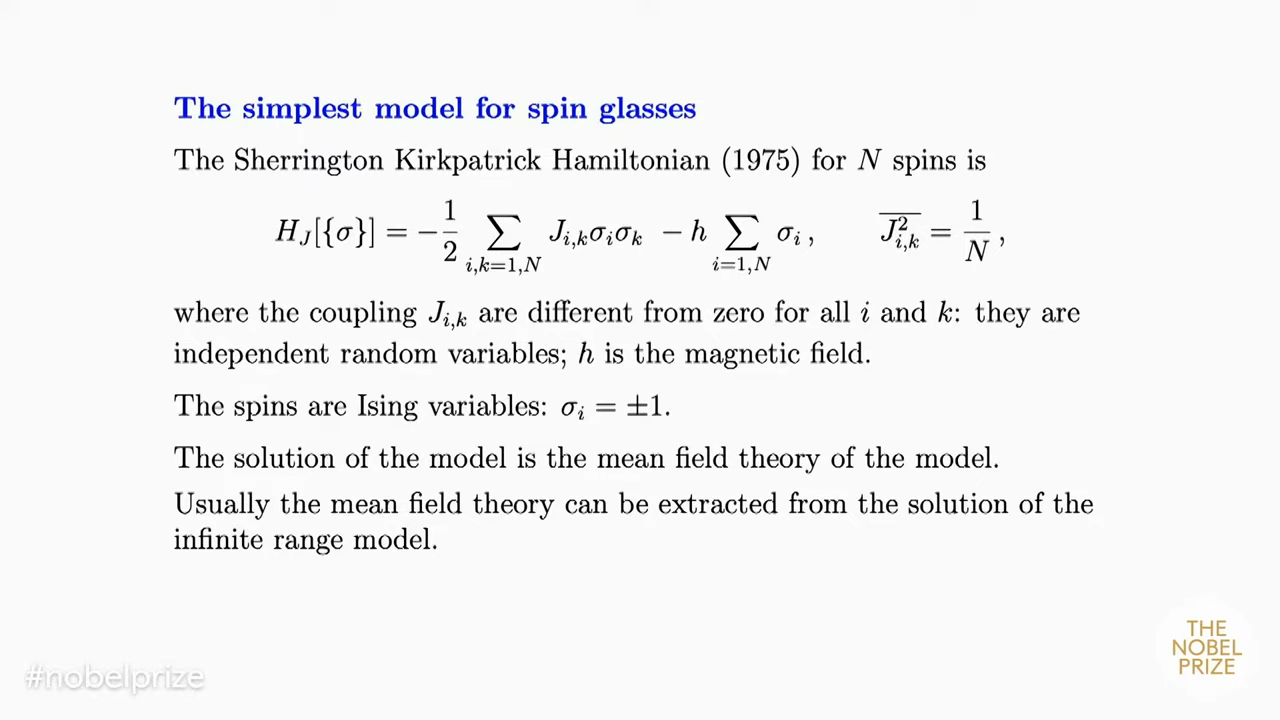 The simplest model for spin glasses
The Sherrington Kirkpatrick Hamiltonian (1975) for N spins is
H_J[{σ}] = −1/2 ∑_{i,k=1,N} J_{i,k}σ_iσ_k − h ∑_{i=1,N} σ_i , \overline{J²_{i,k}} = 1/N ,
where the coupling J_{i,k} are different from zero for all i and k: they are
independent random variables; h is the magnetic field.
The spins are Ising variables: σ_i = ±1.
The solution of the model is the mean field theory of the model.
Usually the mean field theory can be extracted from the solution of the
infinite range model.
#nobelprize
THE
NOBEL
PRIZE